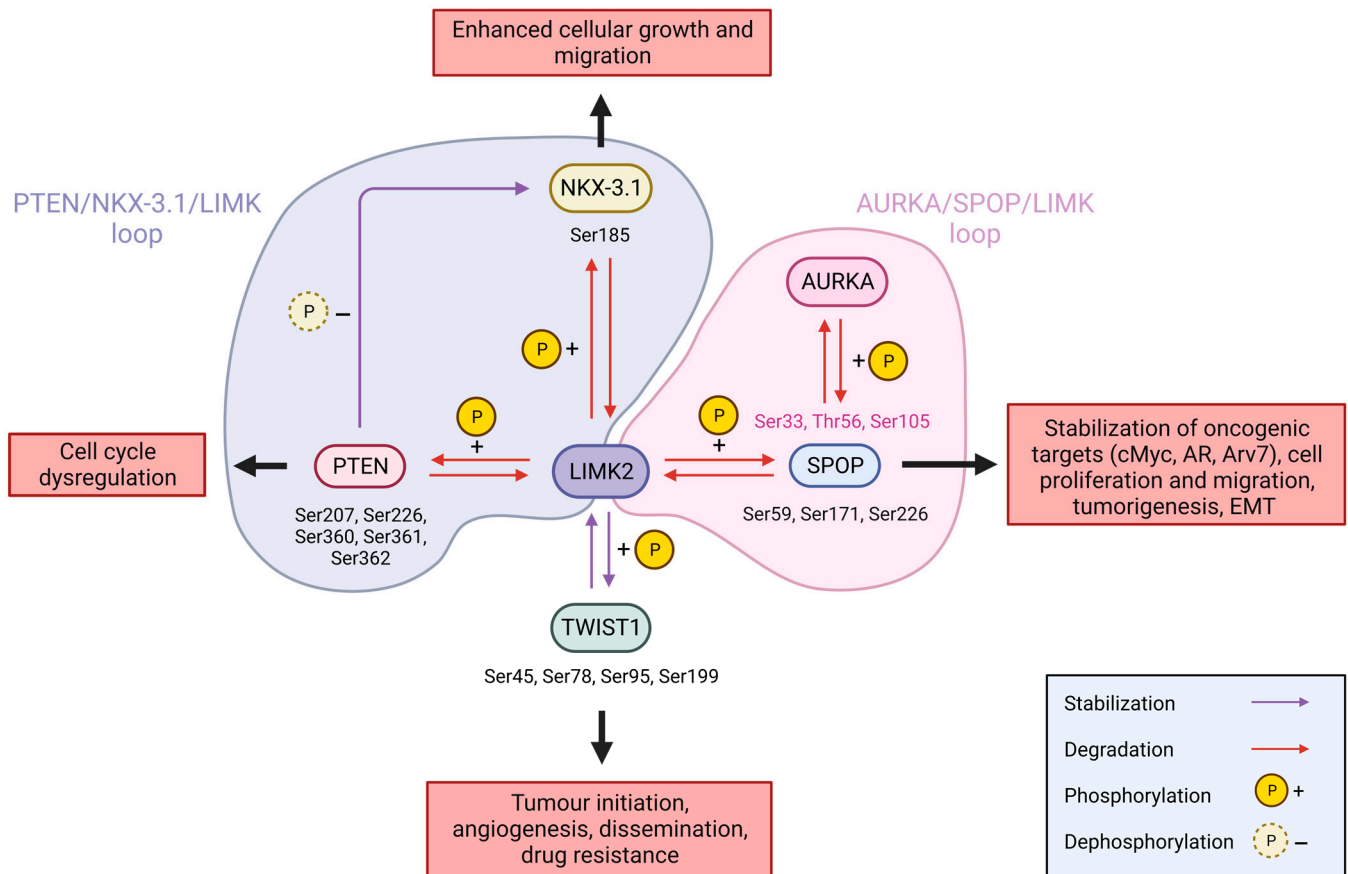 Enhanced cellular growth and
migration
PTEN/NKX-3.1/LIMK
loop
NKX-3.1
Ser185
AURKA/SPOP/LIMK
loop
AURKA
P –
P +
+ P
P
+
P
+
Ser33, Thr56, Ser105
Cell cycle
dysregulation
PTEN
LIMK2
SPOP
Stabilization of oncogenic
targets (cMyc, AR, Arv7), cell
proliferation and migration,
tumorigenesis, EMT
Ser207, Ser226,
Ser360, Ser361,
Ser362
Ser59, Ser171, Ser226
+ P
TWIST1
Ser45, Ser78, Ser95, Ser199
Tumour initiation,
angiogenesis, dissemination,
drug resistance
Stabilization
Degradation
Phosphorylation P +
Dephosphorylation P –